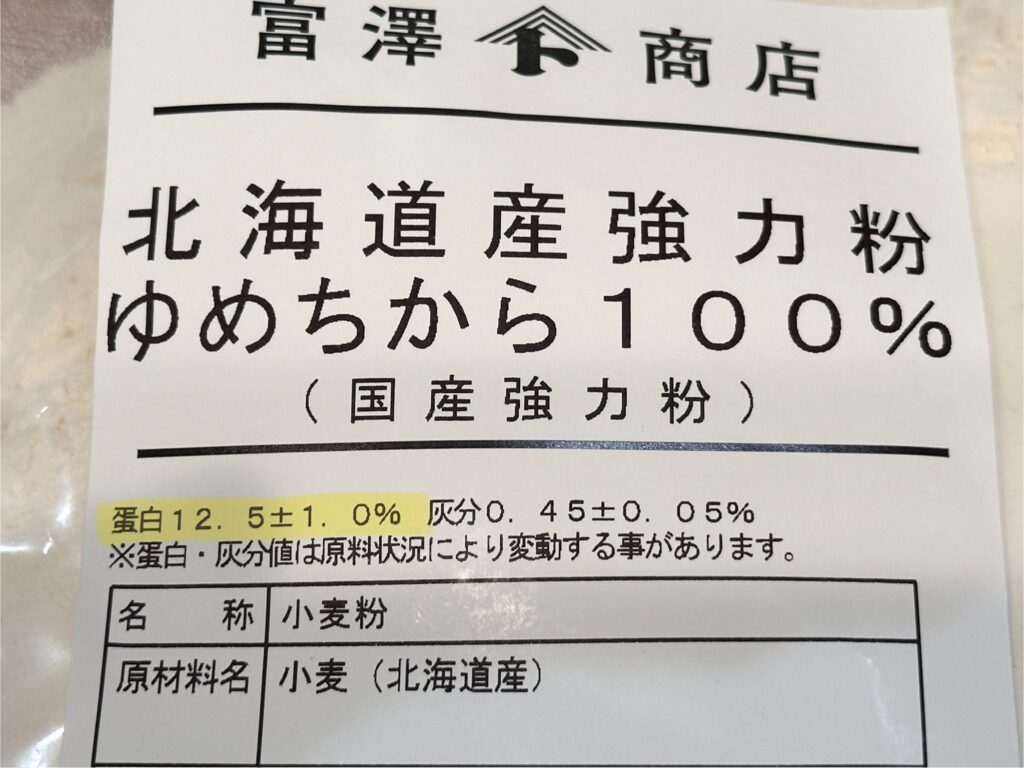 富澤商店
北海道産強力粉
ゆめちから１００％
（国産強力粉）
蛋白１２．５±１．０％ 灰分０．４５±０．０５％
※蛋白・灰分値は原料状況により変動する事があります。
名　称 小麦粉
原材料名 小麦（北海道産）